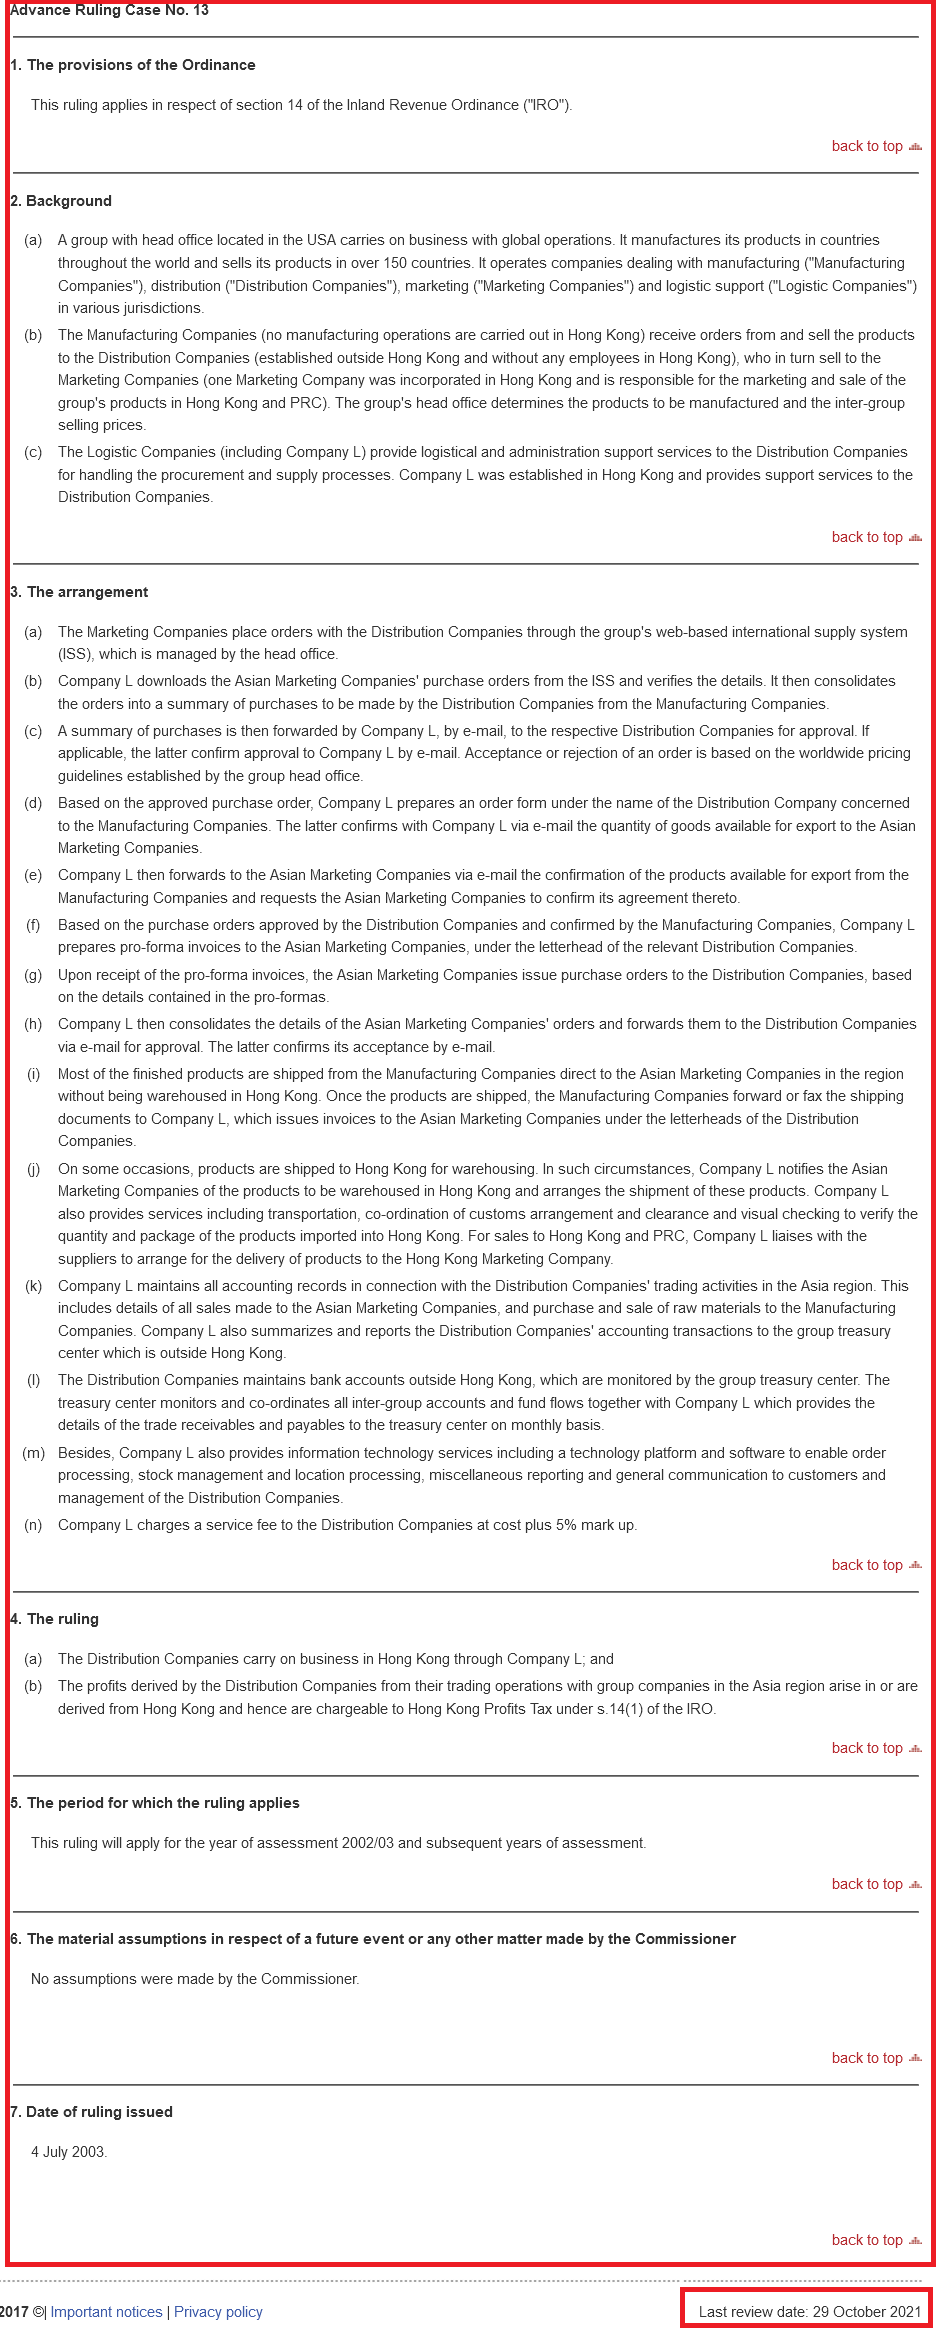 Advance Ruling Case No. 13
1. The provisions of the Ordinance
This ruling applies in respect of section 14 of the Inland Revenue Ordinance ("IRO").
back to top
2. Background
(a) A group with head office located in the USA carries on business with global operations. It manufactures its products in countries
throughout the world and sells its products in over 150 countries. It operates companies dealing with manufacturing ("Manufacturing
Companies"), distribution ("Distribution Companies"), marketing ("Marketing Companies") and logistic support ("Logistic Companies")
in various jurisdictions.
(b) The Manufacturing Companies (no manufacturing operations are carried out in Hong Kong) receive orders from and sell the products
to the Distribution Companies (established outside Hong Kong and without any employees in Hong Kong), who in turn sell to the
Marketing Companies (one Marketing Company was incorporated in Hong Kong and is responsible for the marketing and sale of the
group's products in Hong Kong and PRC). The group's head office determines the products to be manufactured and the inter-group
selling prices.
(c) The Logistic Companies (including Company L) provide logistical and administration support services to the Distribution Companies
for handling the procurement and supply processes. Company L was established in Hong Kong and provides support services to the
Distribution Companies.
back to top
3. The arrangement
(a) The Marketing Companies place orders with the Distribution Companies through the group's web-based international supply system
(ISS), which is managed by the head office.
(b) Company L downloads the Asian Marketing Companies' purchase orders from the ISS and verifies the details. It then consolidates
the orders into a summary of purchases to be made by the Distribution Companies from the Manufacturing Companies.
(c) A summary of purchases is then forwarded by Company L, by e-mail, to the respective Distribution Companies for approval. If
applicable, the latter confirm approval to Company L by e-mail. Acceptance or rejection of an order is based on the worldwide pricing
guidelines established by the group head office.
(d) Based on the approved purchase order, Company L prepares an order form under the name of the Distribution Company concerned
to the Manufacturing Companies. The latter confirms with Company L via e-mail the quantity of goods available for export to the Asian
Marketing Companies.
(e) Company L then forwards to the Asian Marketing Companies via e-mail the confirmation of the products available for export from the
Manufacturing Companies and requests the Asian Marketing Companies to confirm its agreement thereto.
(f) Based on the purchase orders approved by the Distribution Companies and confirmed by the Manufacturing Companies, Company L
prepares pro-forma invoices to the Asian Marketing Companies, under the letterhead of the relevant Distribution Companies.
(g) Upon receipt of the pro-forma invoices, the Asian Marketing Companies issue purchase orders to the Distribution Companies, based
on the details contained in the pro-formas.
(h) Company L then consolidates the details of the Asian Marketing Companies' orders and forwards them to the Distribution Companies
via e-mail for approval. The latter confirms its acceptance by e-mail.
(i) Most of the finished products are shipped from the Manufacturing Companies direct to the Asian Marketing Companies in the region
without being warehoused in Hong Kong. Once the products are shipped, the Manufacturing Companies forward or fax the shipping
documents to Company L, which issues invoices to the Asian Marketing Companies under the letterheads of the Distribution
Companies.
(j) On some occasions, products are shipped to Hong Kong for warehousing. In such circumstances, Company L notifies the Asian
Marketing Companies of the products to be warehoused in Hong Kong and arranges the shipment of these products. Company L
also provides services including transportation, co-ordination of customs arrangement and clearance and visual checking to verify the
quantity and package of the products imported into Hong Kong. For sales to Hong Kong and PRC, Company L liaises with the
suppliers to arrange for the delivery of products to the Hong Kong Marketing Company.
(k) Company L maintains all accounting records in connection with the Distribution Companies' trading activities in the Asia region. This
includes details of all sales made to the Asian Marketing Companies, and purchase and sale of raw materials to the Manufacturing
Companies. Company L also summarizes and reports the Distribution Companies' accounting transactions to the group treasury
center which is outside Hong Kong.
(l) The Distribution Companies maintains bank accounts outside Hong Kong, which are monitored by the group treasury center. The
treasury center monitors and co-ordinates all inter-group accounts and fund flows together with Company L which provides the
details of the trade receivables and payables to the treasury center on monthly basis.
(m) Besides, Company L also provides information technology services including a technology platform and software to enable order
processing, stock management and location processing, miscellaneous reporting and general communication to customers and
management of the Distribution Companies.
(n) Company L charges a service fee to the Distribution Companies at cost plus 5% mark up.
back to top
4. The ruling
(a) The Distribution Companies carry on business in Hong Kong through Company L; and
(b) The profits derived by the Distribution Companies from their trading operations with group companies in the Asia region arise in or are
derived from Hong Kong and hence are chargeable to Hong Kong Profits Tax under s.14(1) of the IRO.
back to top
5. The period for which the ruling applies
This ruling will apply for the year of assessment 2002/03 and subsequent years of assessment.
back to top
6. The material assumptions in respect of a future event or any other matter made by the Commissioner
No assumptions were made by the Commissioner.
back to top
7. Date of ruling issued
4 July 2003.
back to top
2017 ©| Important notices | Privacy policy
Last review date: 29 October 2021